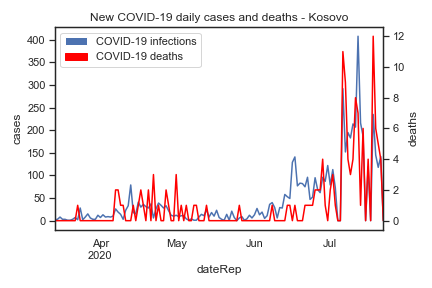 New COVID-19 daily cases and deaths - Kosovo
COVID-19 infections
COVID-19 deaths
400
350
300
250
200
150
100
50
0
cases
12
10
8
6
4
2
0
deaths
Apr
2020
May
Jun
Jul
dateRep